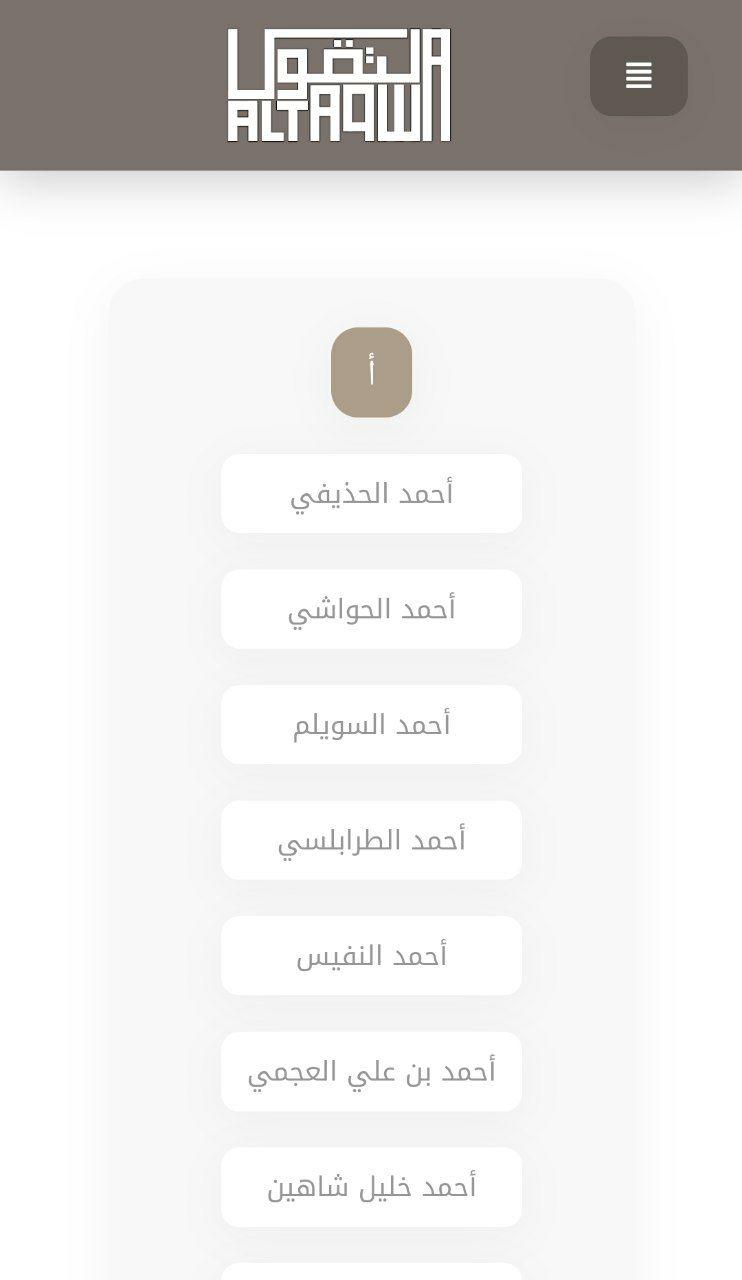 التقوى
ALTAQWA
أ
أحمد الحذيفي
أحمد الحواشي
أحمد السويلم
أحمد الطرابلسي
أحمد النفيس
أحمد بن علي العجمي
أحمد خليل شاهين